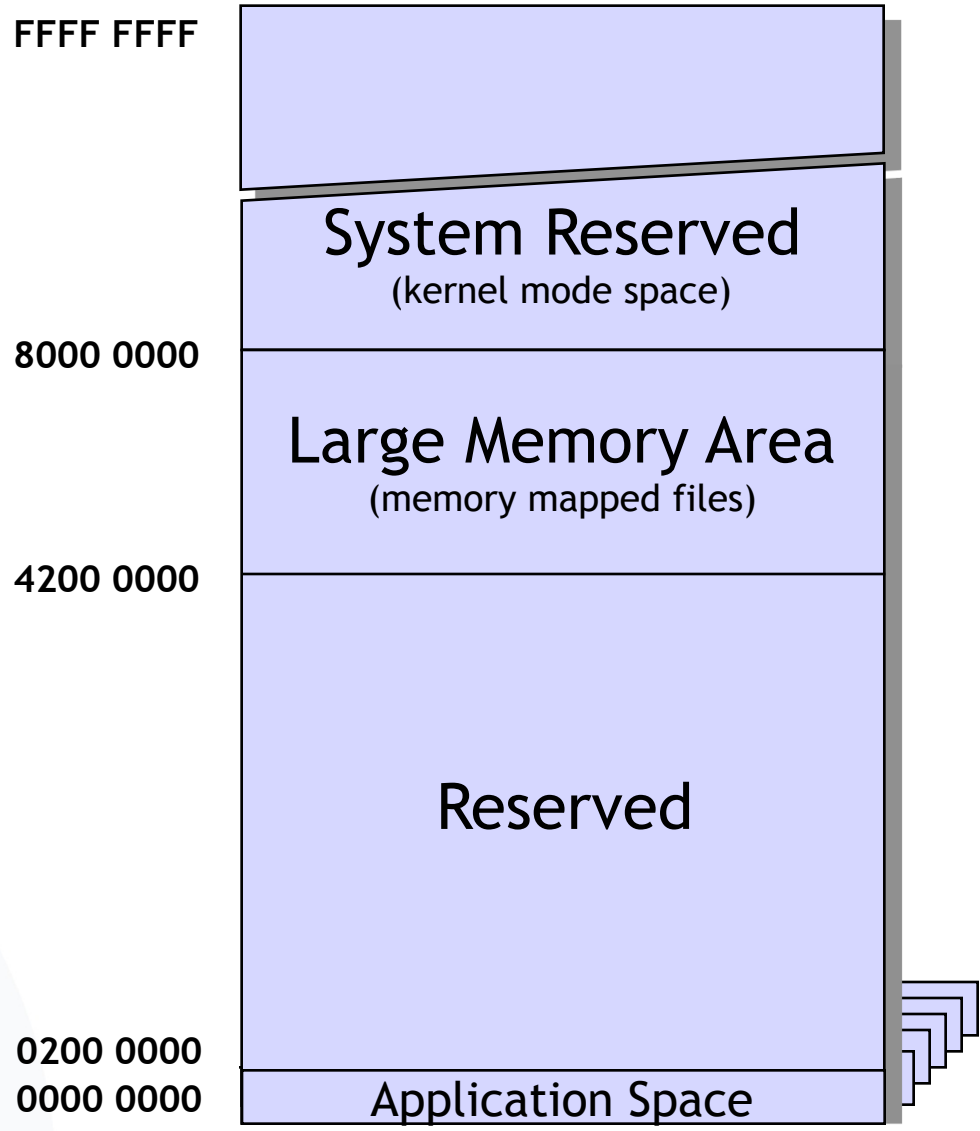 FFFF FFFF
System Reserved
(kernel mode space)
8000 0000
Large Memory Area
(memory mapped files)
4200 0000
Reserved
0200 0000
0000 0000
Application Space